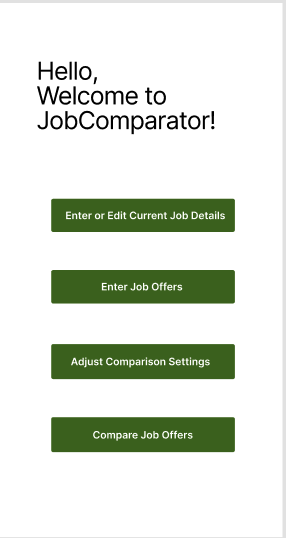 Hello,
Welcome to
JobComparator!
Enter or Edit Current Job Details
Enter Job Offers
Adjust Comparison Settings
Compare Job Offers